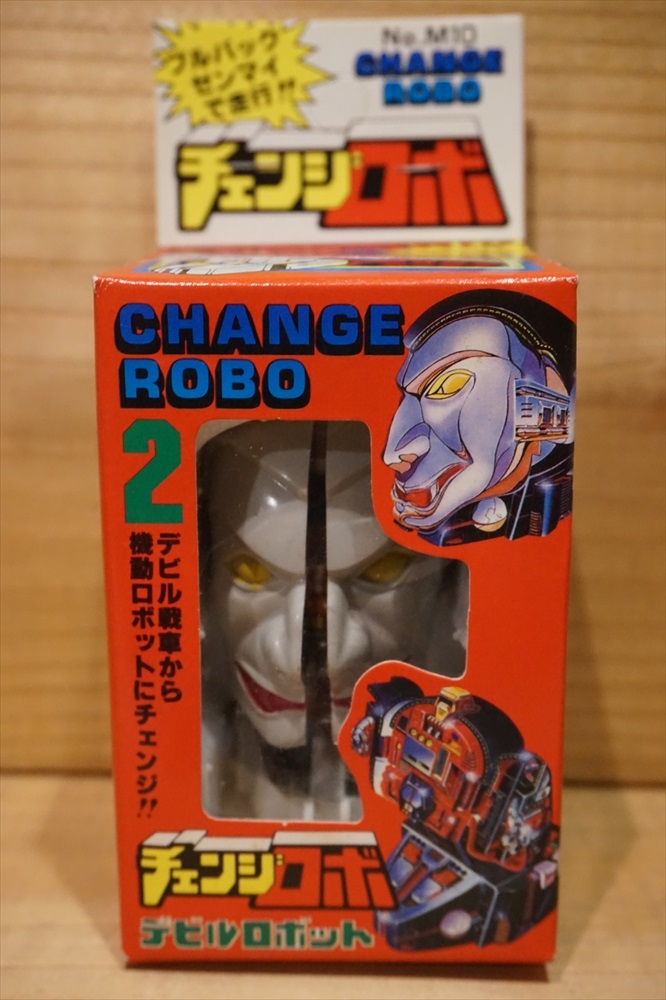 プルバック
ゼンマイ
で走行!!
No.M10
CHANGE
ROBO
チェンジロボ
CHANGE
ROBO
2
デビル戦車から
機動ロボットにチェンジ!!
チェンジロボ
デビルロボット